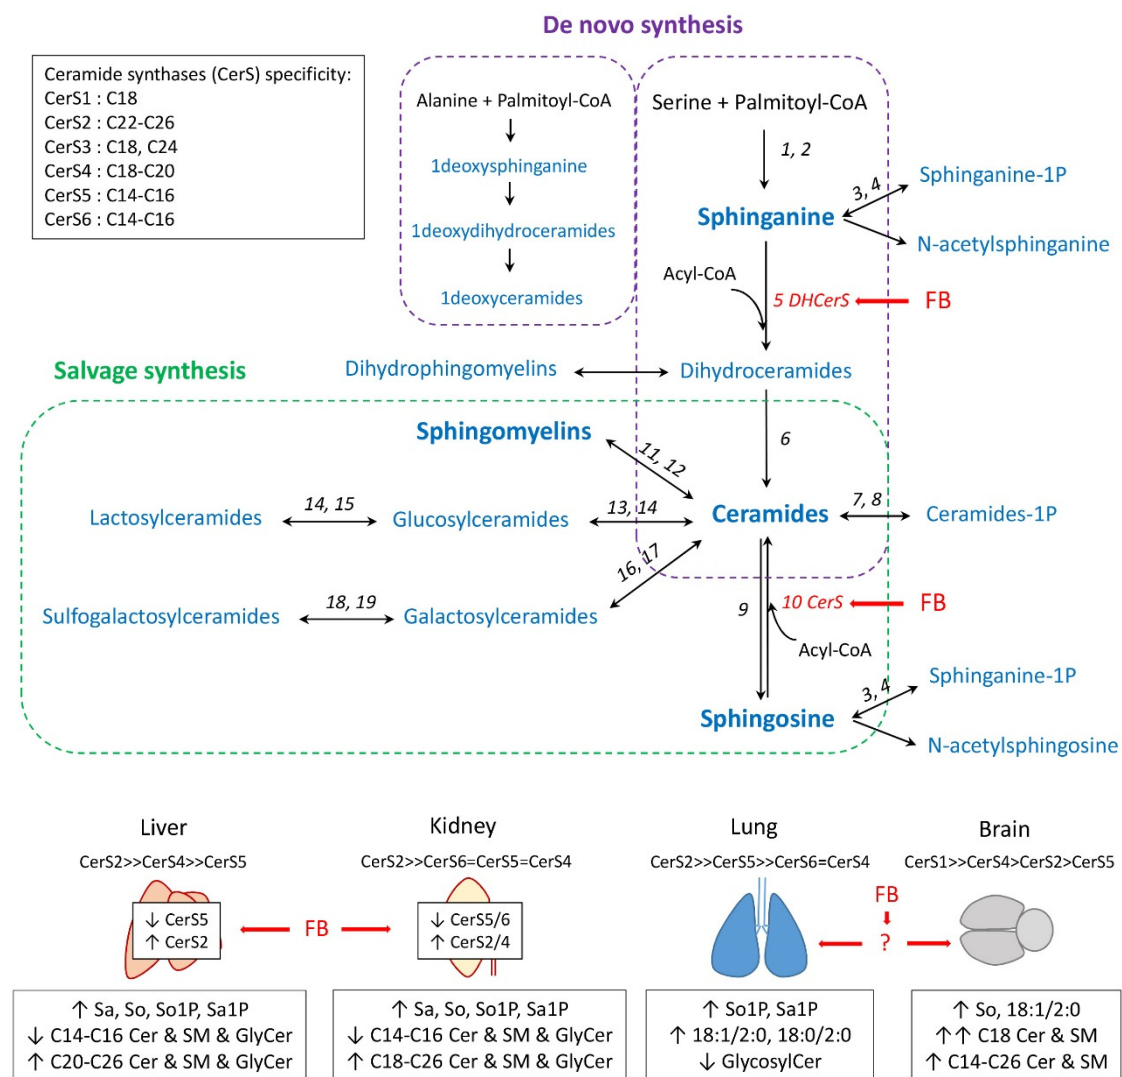 De novo synthesis
Ceramide synthases (CerS) specificity:
CerS1 : C18
CerS2 : C22-C26
CerS3 : C18, C24
CerS4 : C18-C20
CerS5 : C14-C16
CerS6 : C14-C16
Alanine + Palmitoyl-CoA
1deoxysphinganine
1deoxydihydroceramides
1deoxyceramides
Serine + Palmitoyl-CoA
1, 2
Sphinganine
3, 4
Sphinganine-1P
N-acetylsphinganine
Acyl-CoA
5 DHCerS
FB
Salvage synthesis
Dihydrophingomyelins
Dihydroceramides
Sphingomyelins
6
11, 12
Lactosylceramides
14, 15
Glucosylceramides
13, 14
Ceramides
7, 8
Ceramides-1P
16, 17
Sulfogalactosylceramides
18, 19
Galactosylceramides
9
10 CerS
FB
Acyl-CoA
Sphingosine
3, 4
Sphinganine-1P
N-acetylsphingosine
Liver
CerS2>>CerS4>>CerS5
↓ CerS5
↑ CerS2
FB
↑ Sa, So, So1P, Sa1P
↓ C14-C16 Cer & SM & GlyCer
↑ C20-C26 Cer & SM & GlyCer
Kidney
CerS2>>CerS6=CerS5=CerS4
↓ CerS5/6
↑ CerS2/4
↑ Sa, So, So1P, Sa1P
↓ C14-C16 Cer & SM & GlyCer
↑ C18-C26 Cer & SM & GlyCer
Lung
CerS2>>CerS5>>CerS6=CerS4
↑ So1P, Sa1P
↑ 18:1/2:0, 18:0/2:0
↓ GlycosylCer
FB
?
Brain
CerS1>>CerS4>CerS2>CerS5
↑ So, 18:1/2:0
↑↑ C18 Cer & SM
↑ C14-C26 Cer & SM